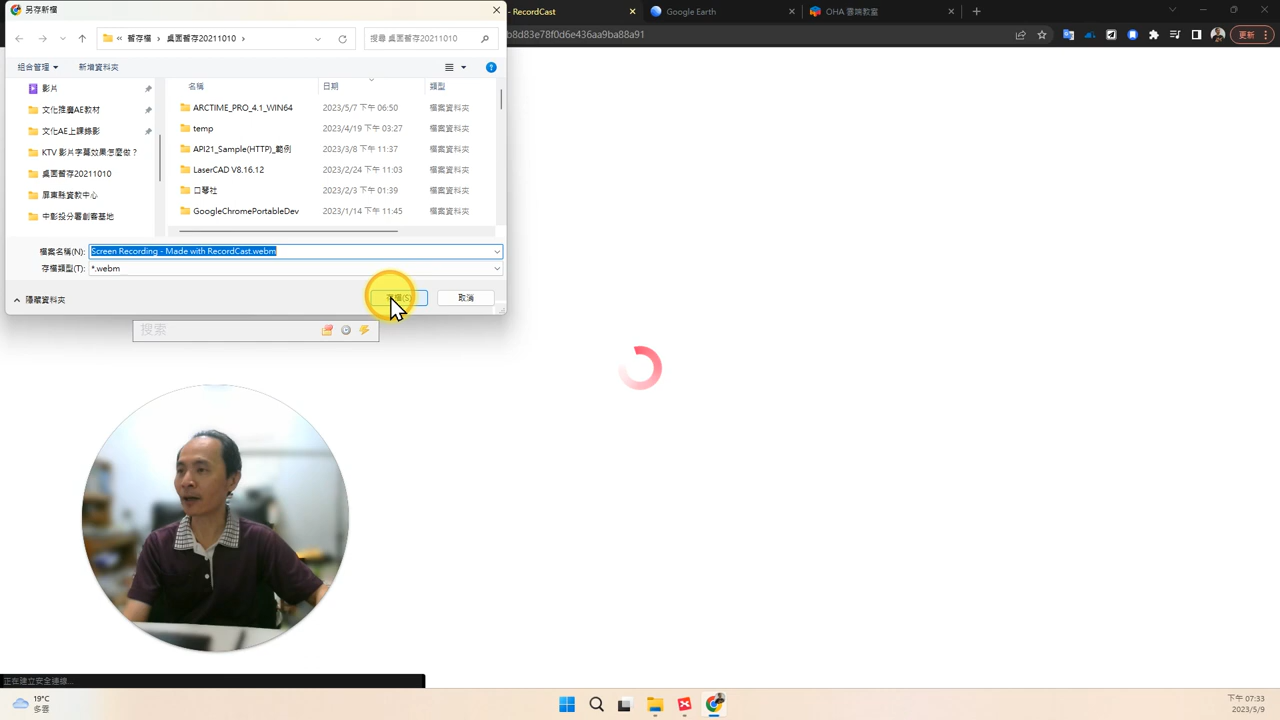 另存新檔
- RecordCast
Google Earth
OHA 雲端教室
暫存檔 › 桌面暫存20211010 ›
搜尋 桌面暫存20211010
b8d83e78f0d6e436aa9ba88a91
更新
組合管理
新增資料夾
名稱 日期 類型
影片
文化推廣AE教材
文化AE上課錄影
KTV 影片字幕效果怎麼做？
桌面暫存20211010
屏東縣資教中心
中彰投分署創客基地
ARCTIME_PRO_4.1_WIN64 2023/5/7 下午 06:50 檔案資料夾
temp 2023/4/19 下午 03:27 檔案資料夾
API21_Sample(HTTP)_範例 2023/3/8 下午 11:37 檔案資料夾
LaserCAD V8.16.12 2023/2/24 下午 11:03 檔案資料夾
口琴社 2023/2/3 下午 01:39 檔案資料夾
GoogleChromePortableDev 2023/1/14 下午 11:45 檔案資料夾
檔案名稱(N): Screen Recording - Made with RecordCast.webm
存檔類型(T): *.webm
隱藏資料夾
存檔(S)
取消
搜索
正在建立安全連線...
19°C
多雲
下午 07:33
2023/5/9